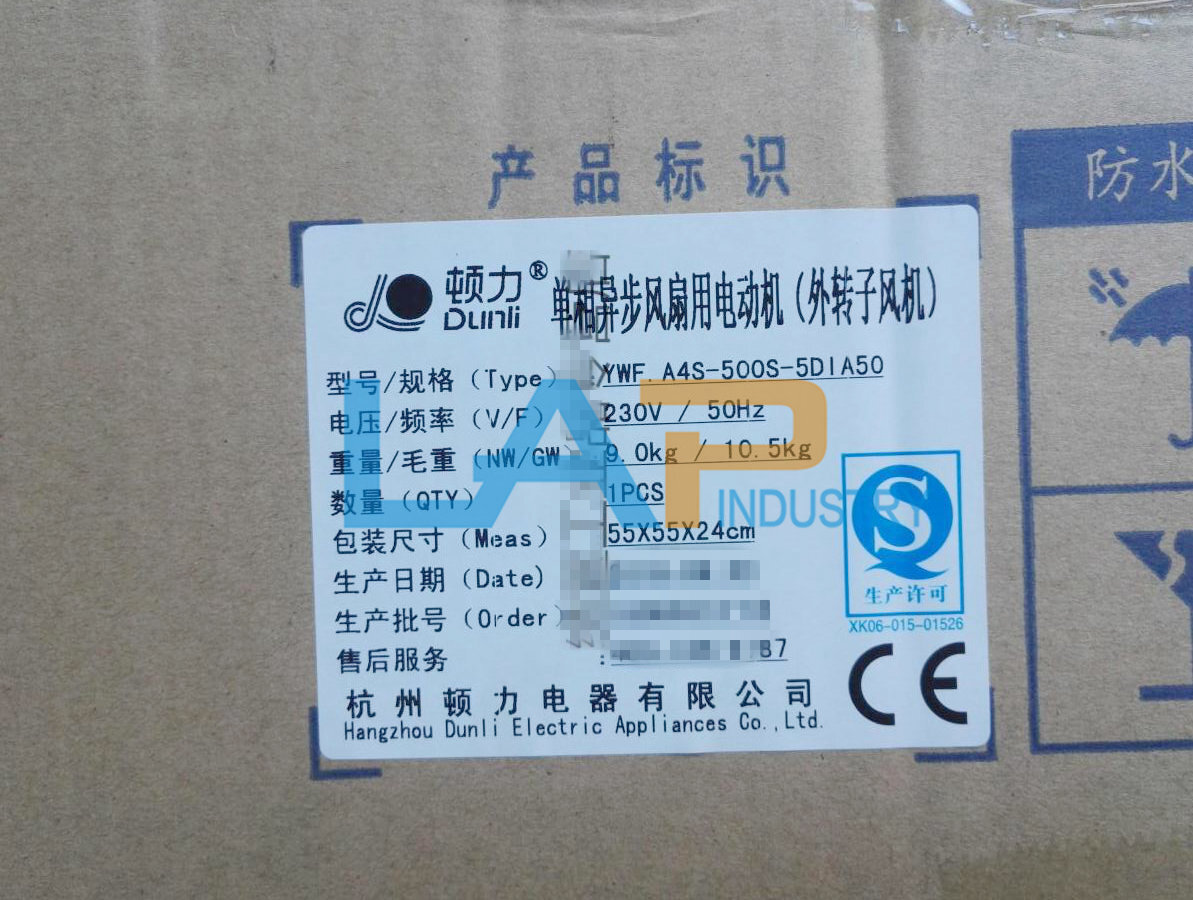 产品标识
防水
顿力®
Dunli
单相异步风扇用电动机(外转子风机)
型号/规格(Type):YWF.A4S-500S-5DIA50
电压/频率(V/F) 230V / 50Hz
重量/毛重(NW/GW) 9.0kg / 10.5kg
数量(QTY) 1PCS
包装尺寸(Meas) 55X55X24cm
生产日期(Date)
生产批号(Order)
售后服务 : 87
杭州顿力电器有限公司
Hangzhou Dunli Electric Appliances Co.,Ltd.
S
生产许可
XK06-015-01526
CE
LAP
INDUSTRY